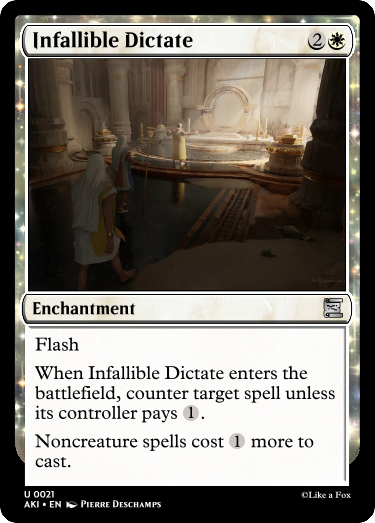 Infallible Dictate 2
Enchantment
Flash
When Infallible Dictate enters the
battlefield, counter target spell unless
its controller pays 1.
Noncreature spells cost 1 more to
cast.
U 0021
AKI • EN Pierre Deschamps
©Like a Fox